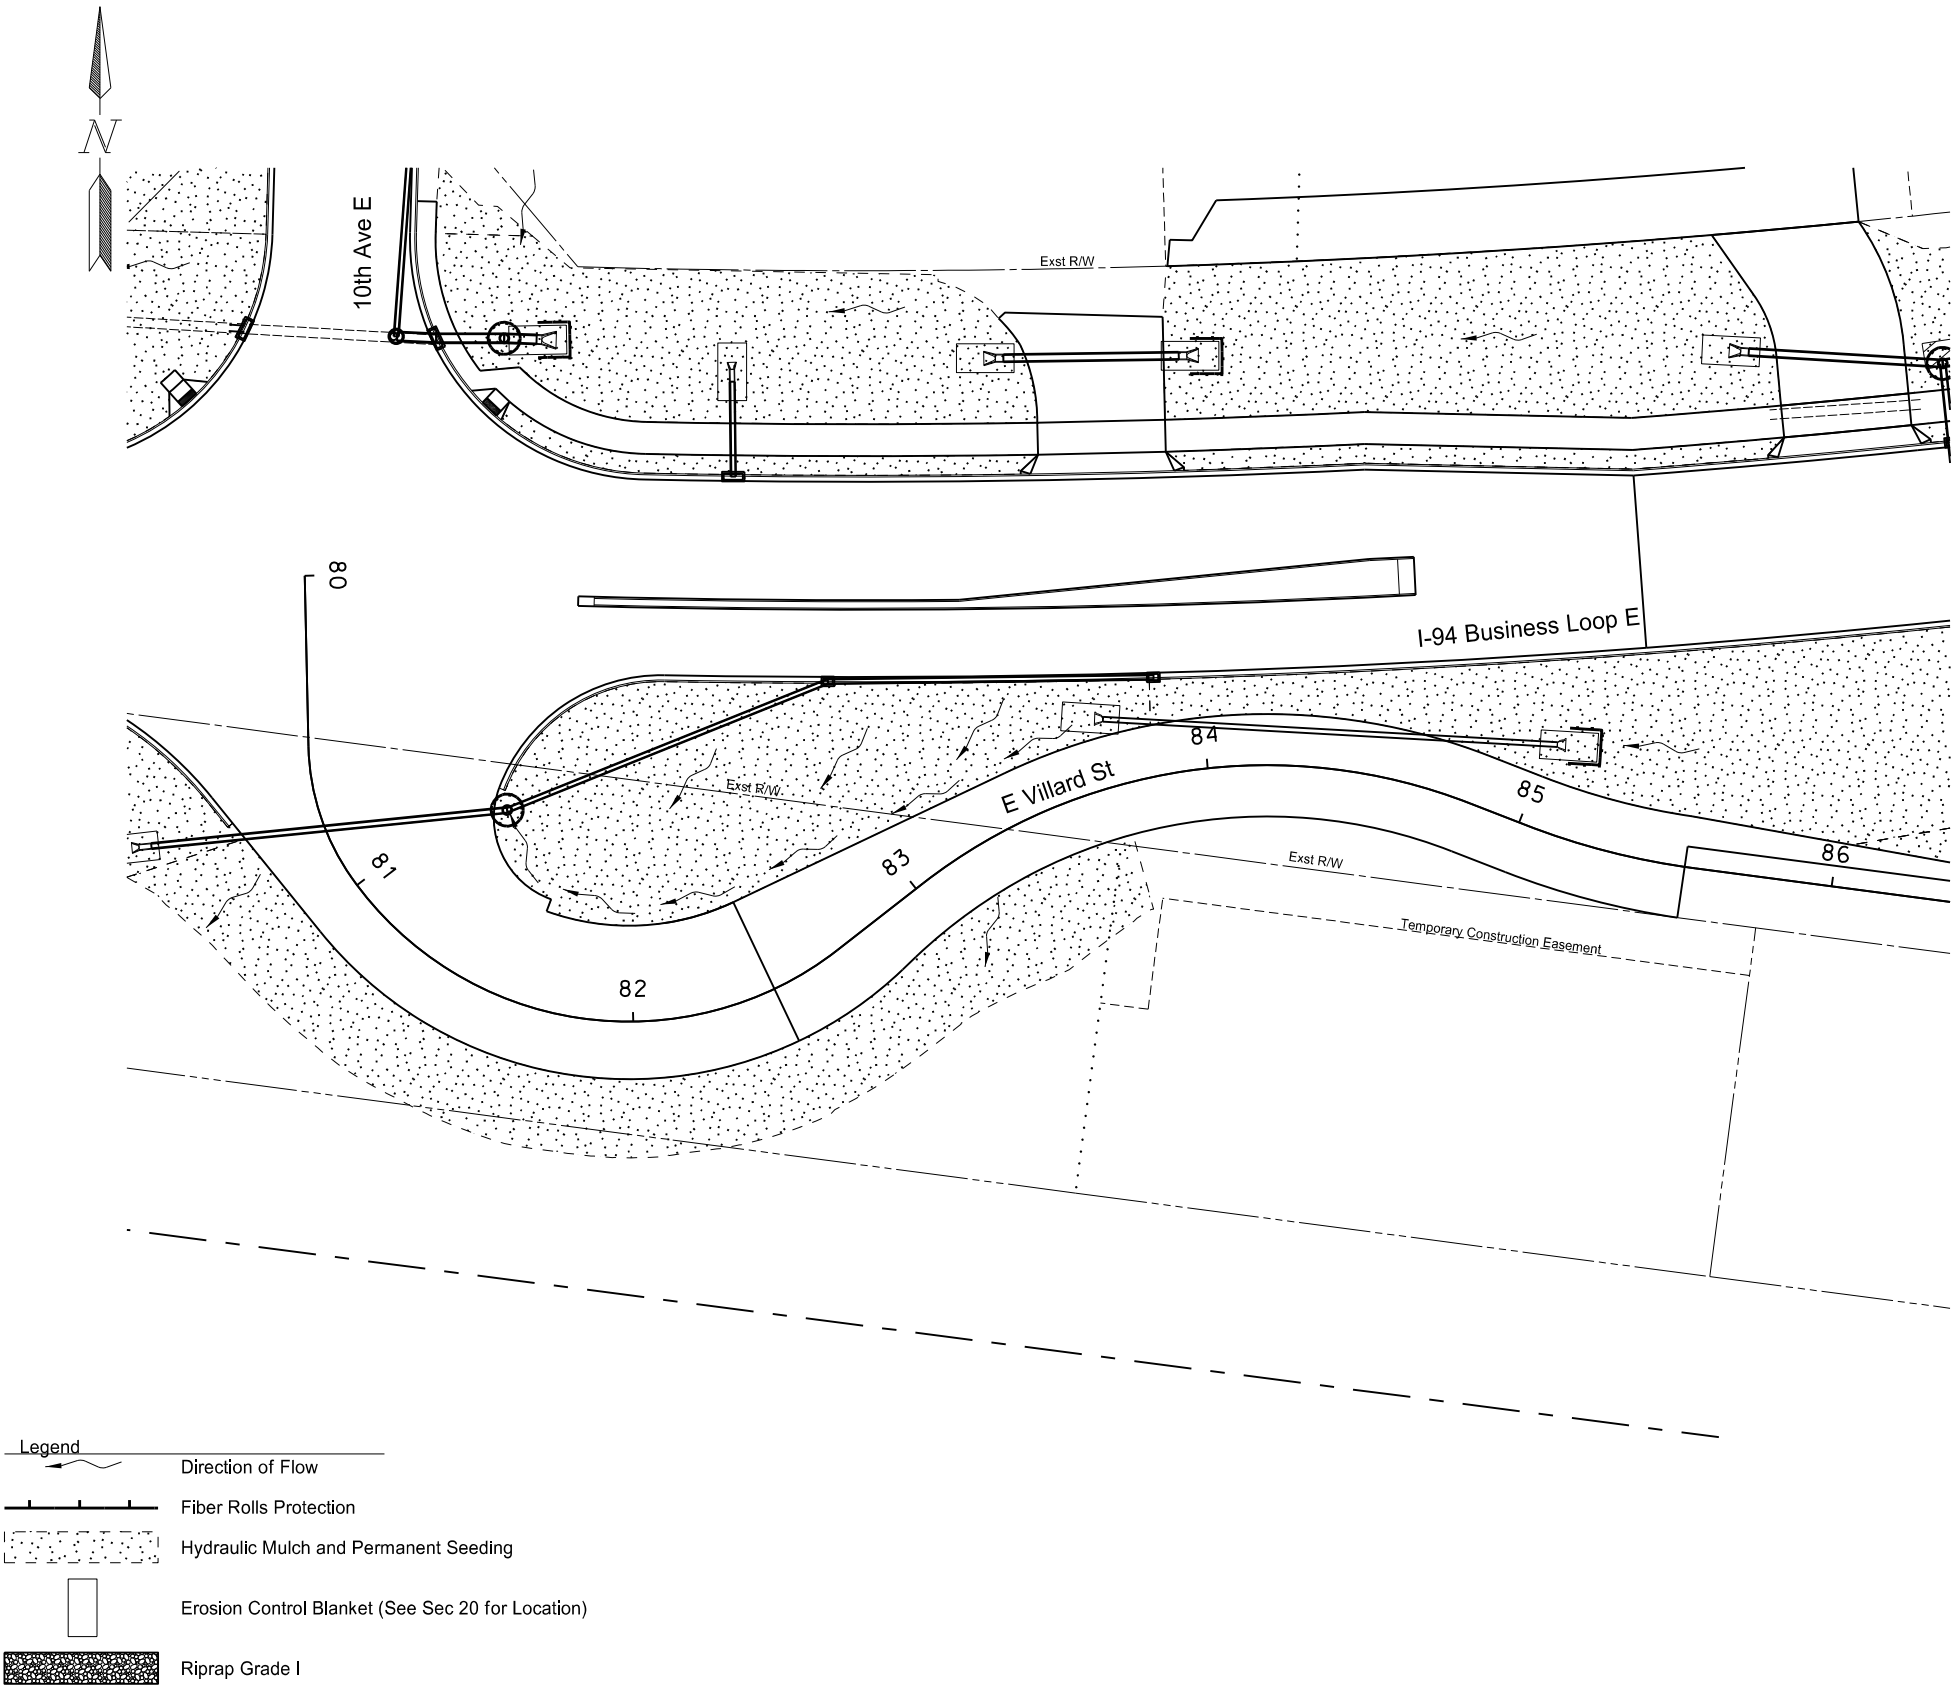 N
10th Ave E
Exst R/W
80
I-94 Business Loop E
84
Exst R/W
E Villard St
85
81
83
Exst R/W
86
Temporary Construction Easement
82
Legend
Direction of Flow
Fiber Rolls Protection
Hydraulic Mulch and Permanent Seeding
Erosion Control Blanket (See Sec 20 for Location)
Riprap Grade I